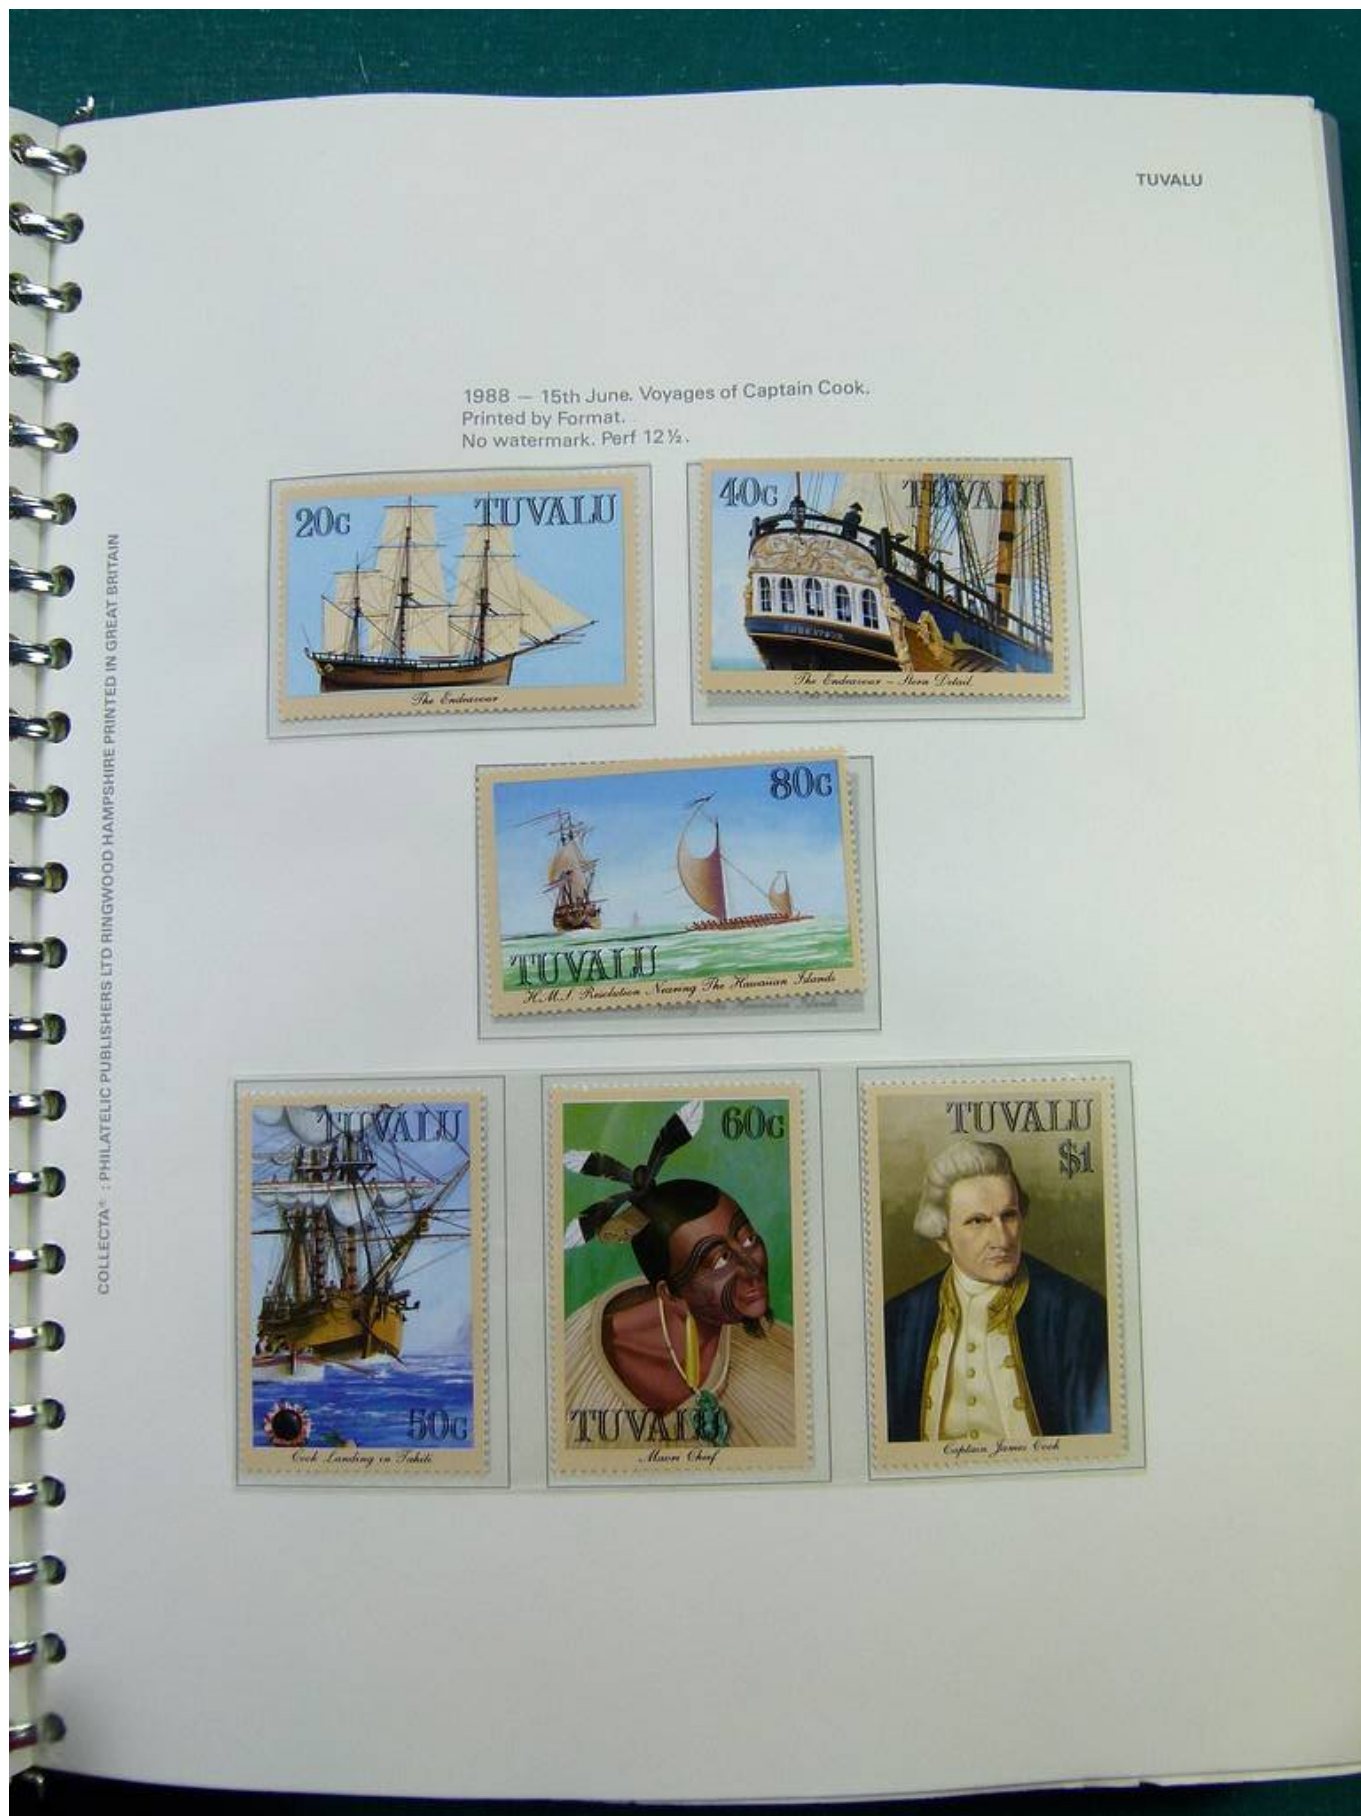 TUVALU
1988 — 15th June. Voyages of Captain Cook.
Printed by Format.
No watermark. Perf 12½.
20c TUVALU
The Endeavour
40c TUVALU
ENDEAVOUR
The Endeavour – Stern Detail
80c
TUVALU
H.M.S Resolution Nearing The Hawaiian Islands
TUVALU
50c
Cook Landing in Tahiti
60c
TUVALU
Maori Cheif
TUVALU
$1
Captain James Cook
COLLECTA® : PHILATELIC PUBLISHERS LTD RINGWOOD HAMPSHIRE PRINTED IN GREAT BRITAIN